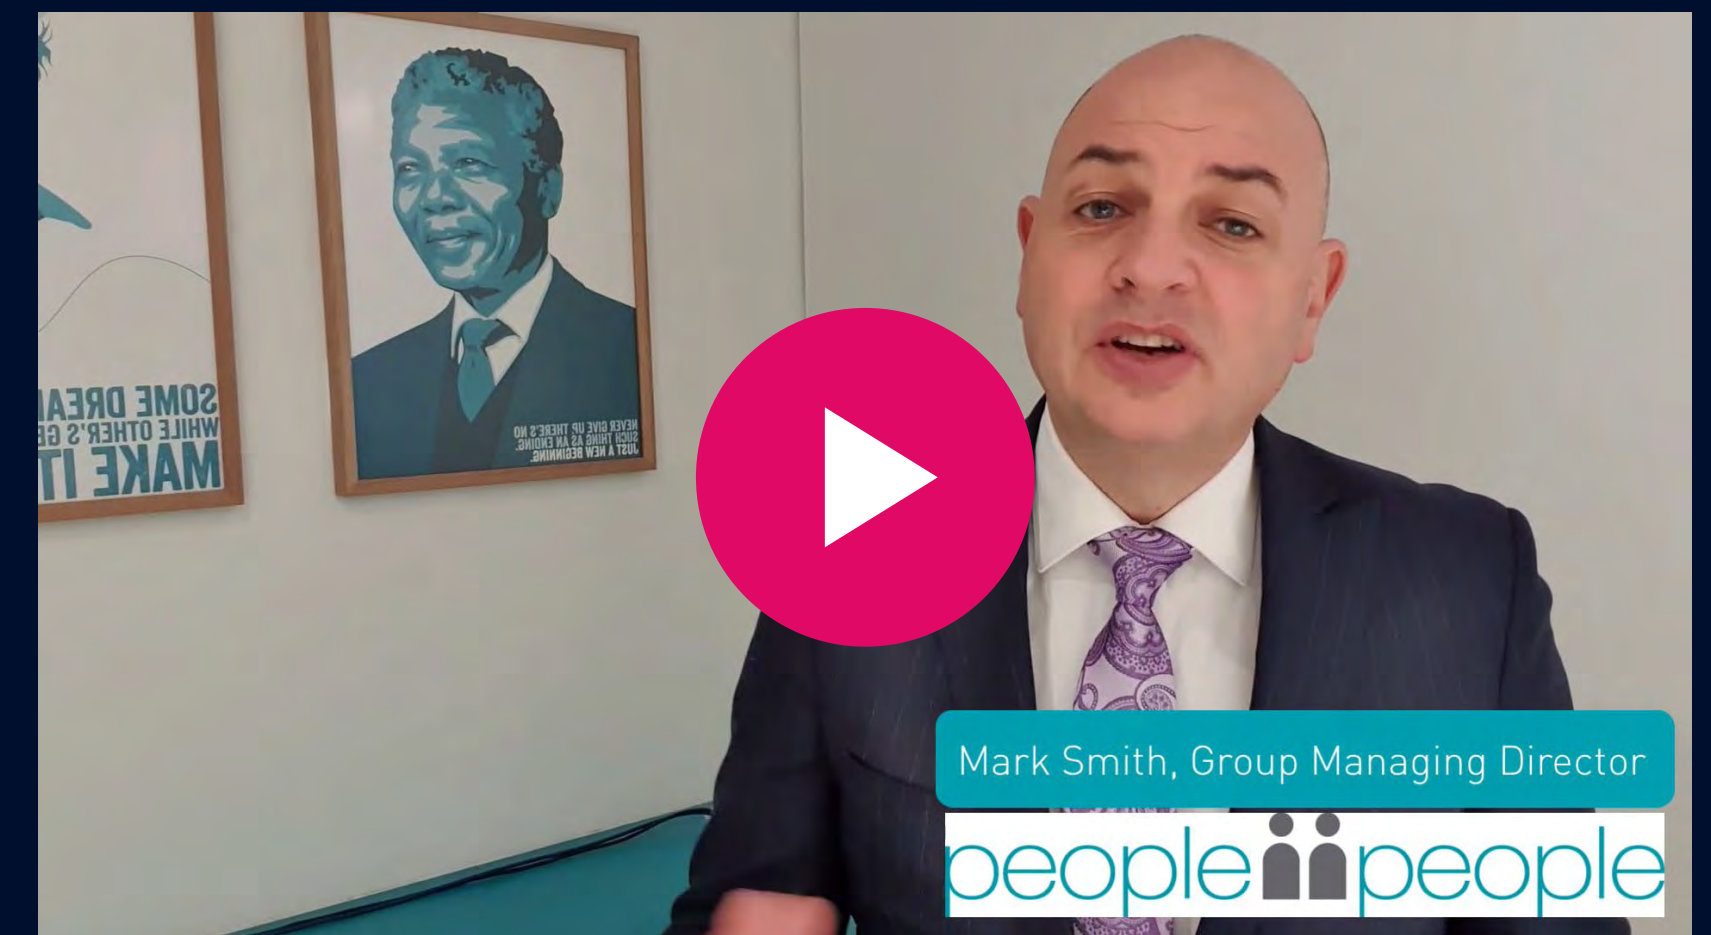 SOME DREA
WHILE OTHER'S GE
MAKE IT
NEVER GIVE UP THERE'S NO
SUCH THING AS AN ENDING.
JUST A NEW BEGINNING.
Mark Smith, Group Managing Director
people people